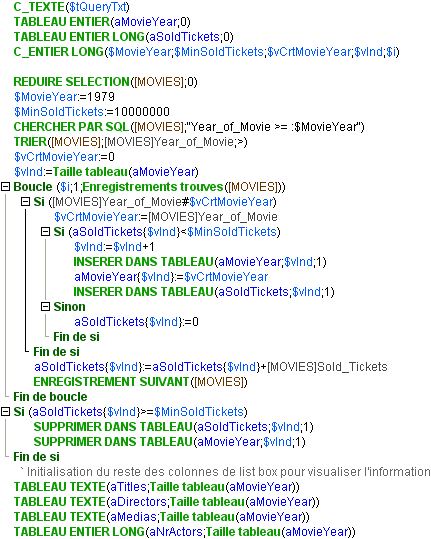 C_TEXTE($tQueryTxt)
TABLEAU ENTIER(aMovieYear;0)
TABLEAU ENTIER LONG(aSoldTickets;0)
C_ENTIER LONG($MovieYear;$MinSoldTickets;$vCrtMovieYear;$vInd;$i)
REDUIRE SELECTION([MOVIES];0)
$MovieYear:=1979
$MinSoldTickets:=10000000
CHERCHER PAR SQL([MOVIES];"Year_of_Movie >= :$MovieYear")
TRIER([MOVIES];[MOVIES]Year_of_Movie;>)
$vCrtMovieYear:=0
$vInd:=Taille tableau(aMovieYear)
Boucle ($i;1;Enregistrements trouves([MOVIES]))
Si ([MOVIES]Year_of_Movie#$vCrtMovieYear)
$vCrtMovieYear:=[MOVIES]Year_of_Movie
Si (aSoldTickets{$vInd}<$MinSoldTickets)
$vInd:=$vInd+1
INSERER DANS TABLEAU(aMovieYear;$vInd;1)
aMovieYear{$vInd}:=$vCrtMovieYear
INSERER DANS TABLEAU(aSoldTickets;$vInd;1)
Sinon
aSoldTickets{$vInd}:=0
Fin de si
Fin de si
aSoldTickets{$vInd}:=aSoldTickets{$vInd}+[MOVIES]Sold_Tickets
ENREGISTREMENT SUIVANT([MOVIES])
Fin de boucle
Si (aSoldTickets{$vInd}>=$MinSoldTickets)
SUPPRIMER DANS TABLEAU(aSoldTickets;$vInd;1)
SUPPRIMER DANS TABLEAU(aMovieYear;$vInd;1)
Fin de si
` Initialisation du reste des colonnes de list box pour visualiser l'information
TABLEAU TEXTE(aTitles;Taille tableau(aMovieYear))
TABLEAU TEXTE(aDirectors;Taille tableau(aMovieYear))
TABLEAU TEXTE(aMedias;Taille tableau(aMovieYear))
TABLEAU ENTIER LONG(aNrActors;Taille tableau(aMovieYear))